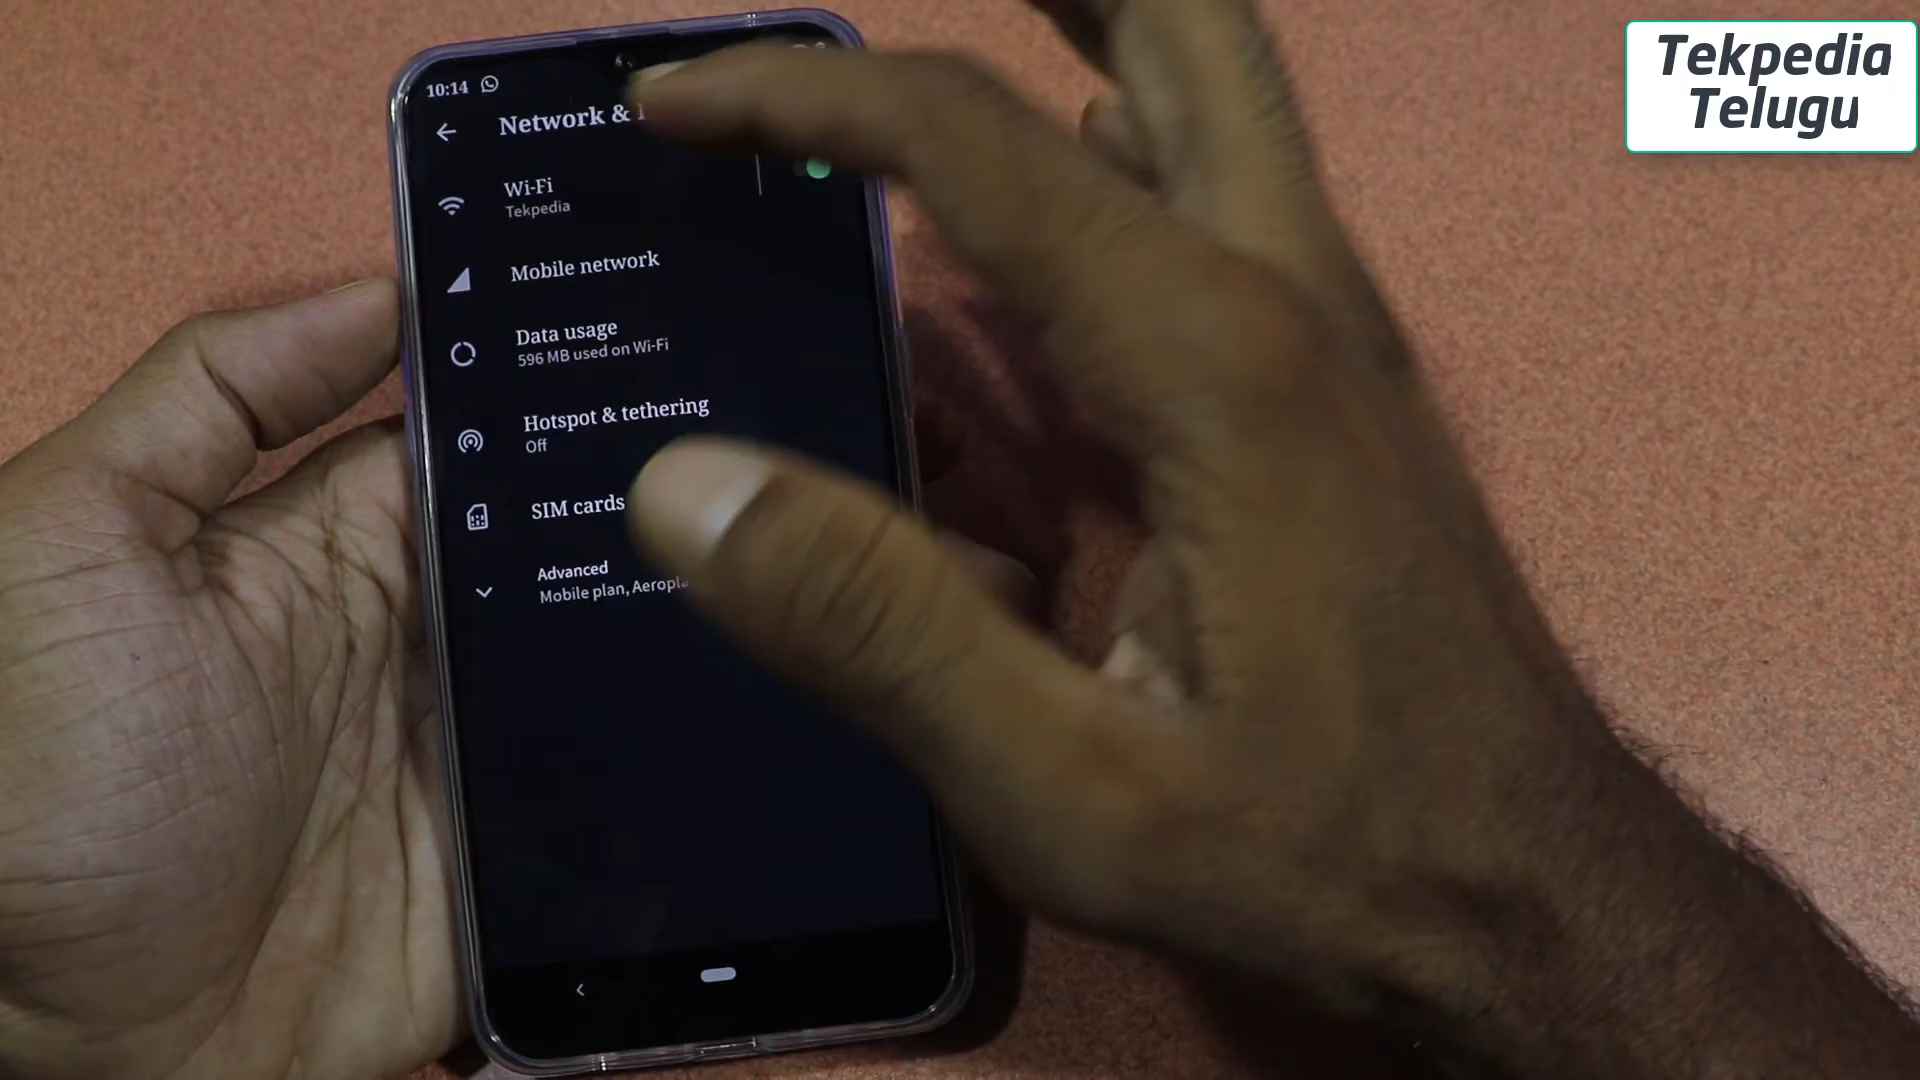 Tekpedia
Telugu
10:14
Network &
Wi-Fi
Tekpedia
Mobile network
Data usage
596 MB used on Wi-Fi
Hotspot & tethering
Off
SIM cards
Advanced
Mobile plan,